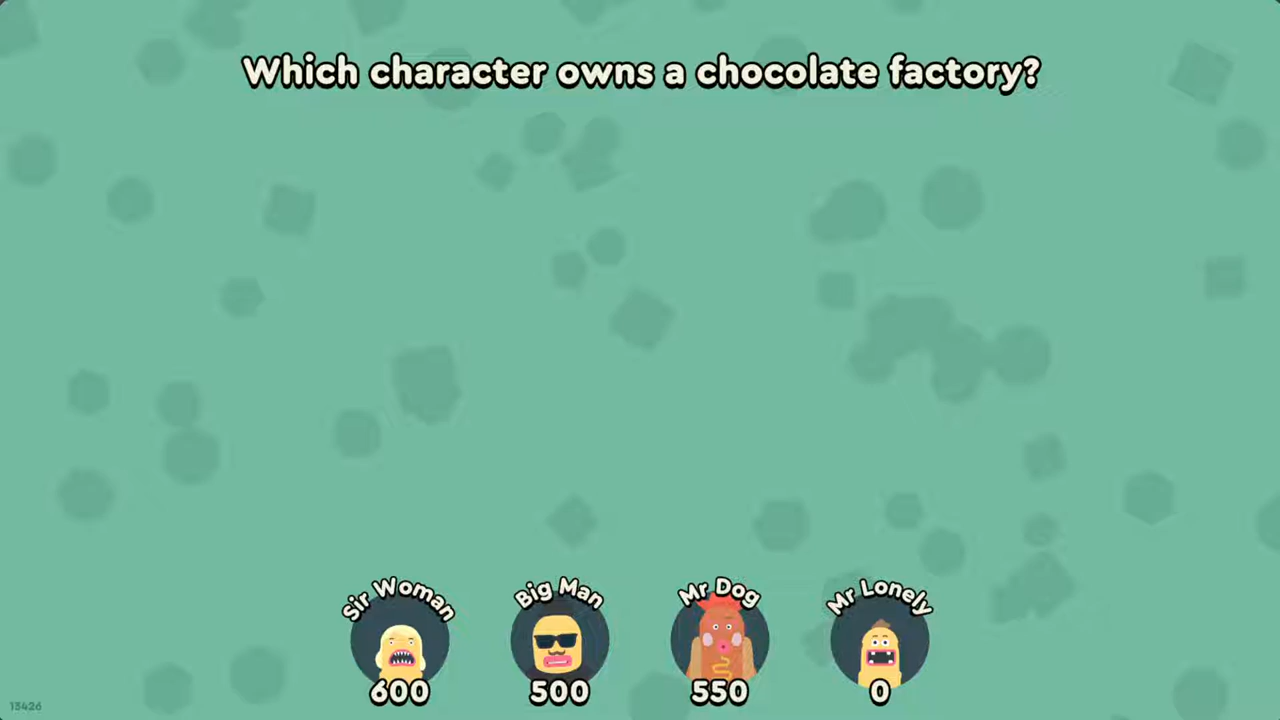 Which character owns a chocolate factory?
Sir Woman
Big Man
Mr Dog
Mr Lonely
600
500
550
0
13426